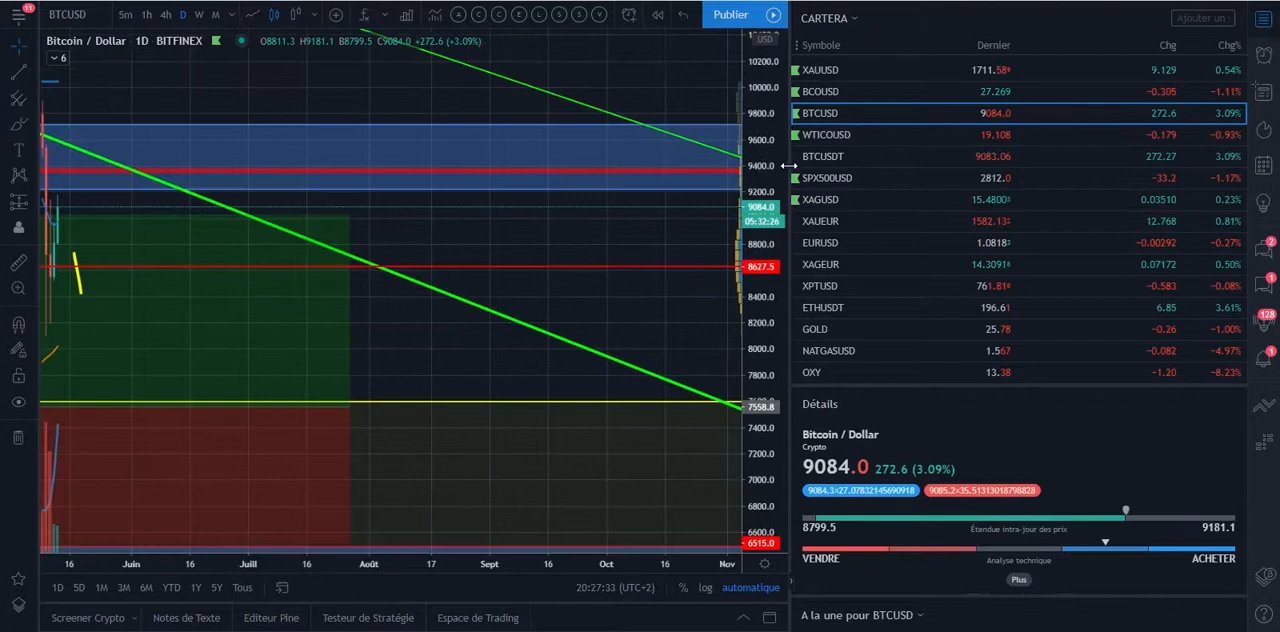 11
BTCUSD
5m 1h 4h D W M
A C C E L S S V
Publier
Bitcoin / Dollar · 1D · BITFINEX
O8811.3 H9181.1 B8799.5 C9084.0 +272.6 (+3.09%)
6
USD
10200.0
10000.0
9800.0
9600.0
9400.0
9200.0
9084.0
05:32:26
8800.0
8627.5
8400.0
8200.0
8000.0
7800.0
7558.8
7400.0
7200.0
7000.0
6800.0
6600.0
6515.0
16 Juin 16 Juill 16 Août 17 Sept 16 Oct 16 Nov
1D 5D 1M 3M 6M YTD 1Y 5Y Tous
20:27:33 (UTC+2)
% log automatique
Screener Crypto
Notes de Texte
Editeur Pine
Testeur de Stratégie
Espace de Trading
CARTERA
Ajouter un
Symbole Dernier Chg Chg%
XAUUSD 1711.589 9.129 0.54%
BCOUSD 27.269 −0.305 −1.11%
BTCUSD 9084.0 272.6 3.09%
WTICOUSD 19.108 −0.179 −0.93%
BTCUSDT 9083.06 272.27 3.09%
SPX500USD 2812.0 −33.2 −1.17%
XAGUSD 15.48003 0.03510 0.23%
XAUEUR 1582.132 12.768 0.81%
EURUSD 1.08183 −0.00292 −0.27%
XAGEUR 14.30918 0.07172 0.50%
XPTUSD 761.816 −0.583 −0.08%
ETHUSDT 196.61 6.85 3.61%
GOLD 25.78 −0.26 −1.00%
NATGASUSD 1.567 −0.082 −4.97%
OXY 13.38 −1.20 −8.23%
Détails
Bitcoin / Dollar
Crypto
9084.0 272.6 (3.09%)
9084.3×27.07832145690918 9085.2×35.51313018798828
8799.5 Étendue intra-jour des prix 9181.1
VENDRE Analyse technique ACHETER
Plus
A la une pour BTCUSD
2
1
128
1